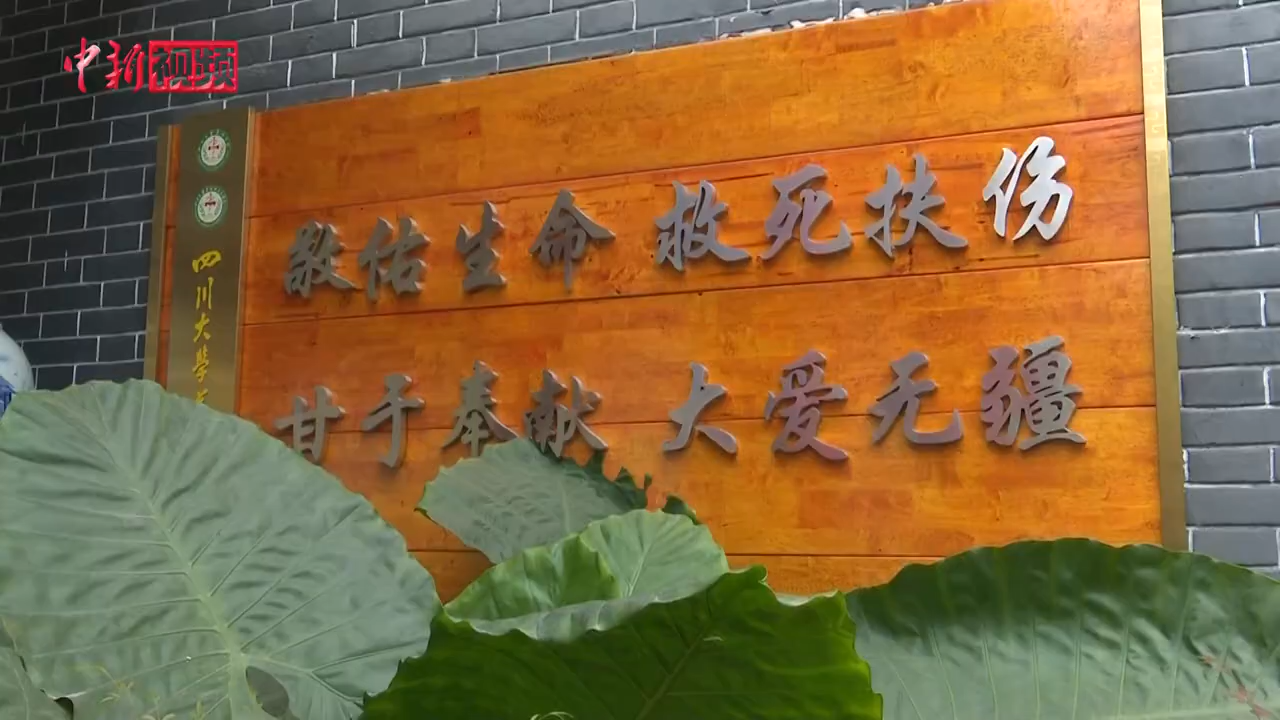 中新视频
敬佑生命 救死扶伤
甘于奉献 大爱无疆
四川大學